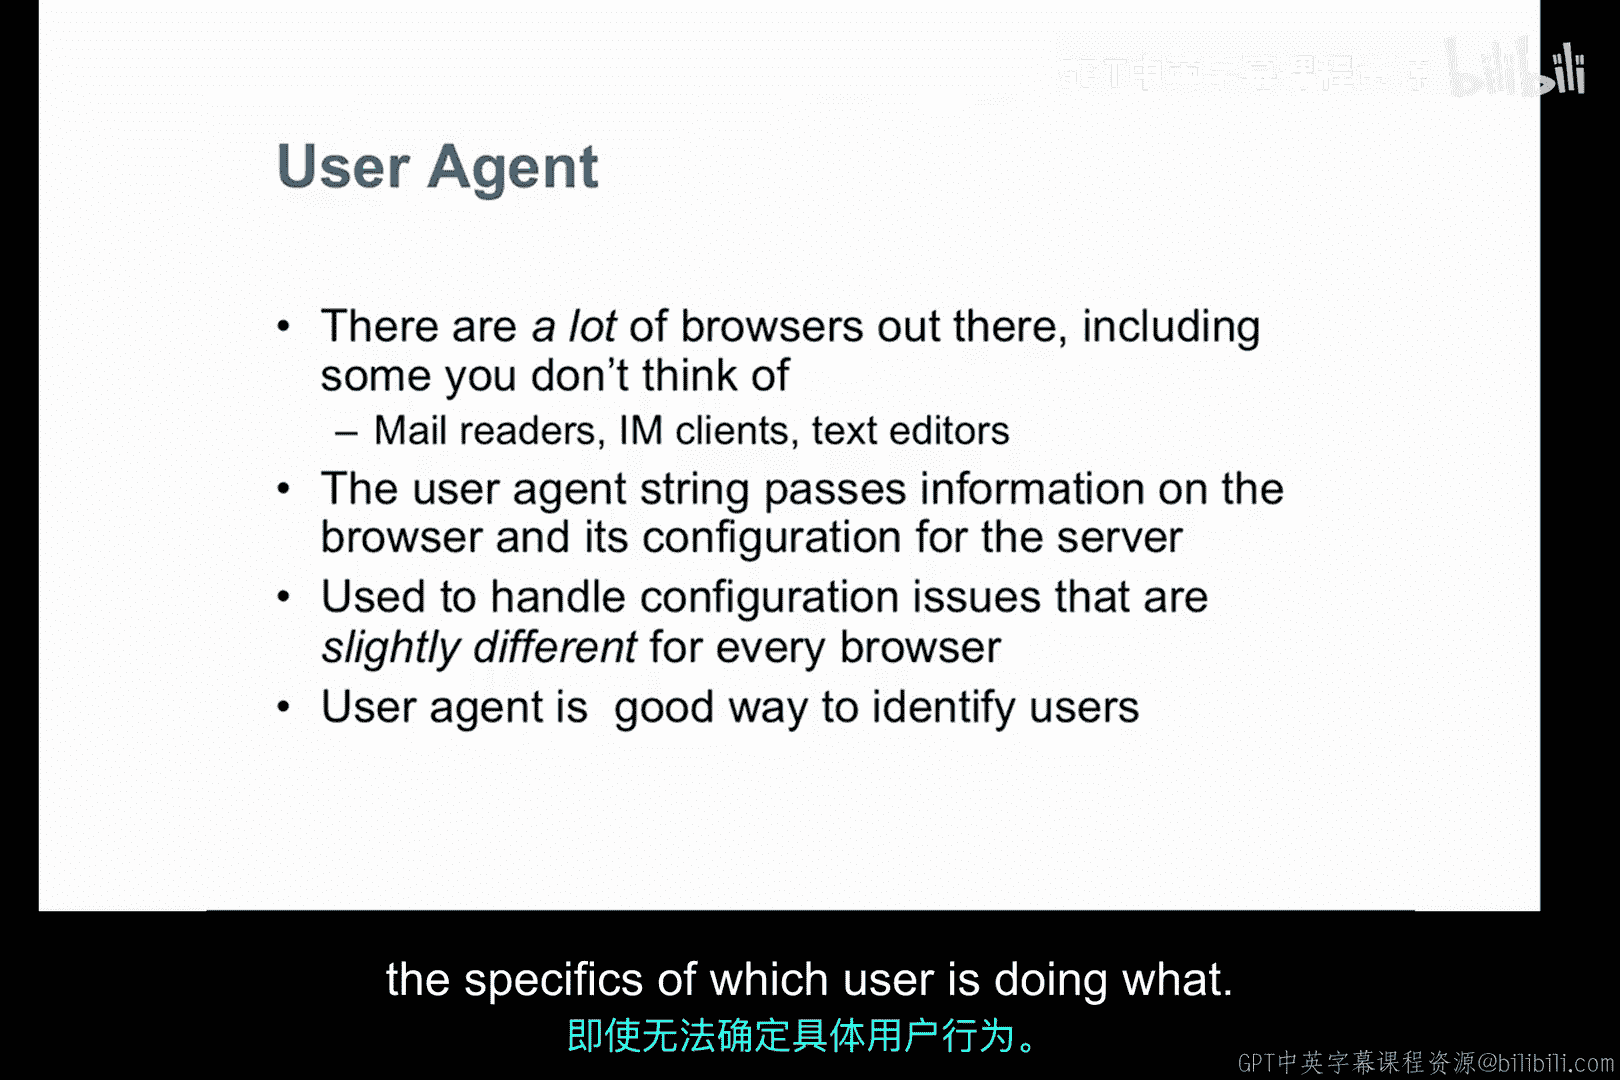 bilibili
User Agent
• There are a lot of browsers out there, including
some you don't think of
– Mail readers, IM clients, text editors
• The user agent string passes information on the
browser and its configuration for the server
• Used to handle configuration issues that are
slightly different for every browser
• User agent is  good way to identify users
the specifics of which user is doing what.
即使无法确定具体用户行为。
GPT中英字幕课程资源@bilibili.com